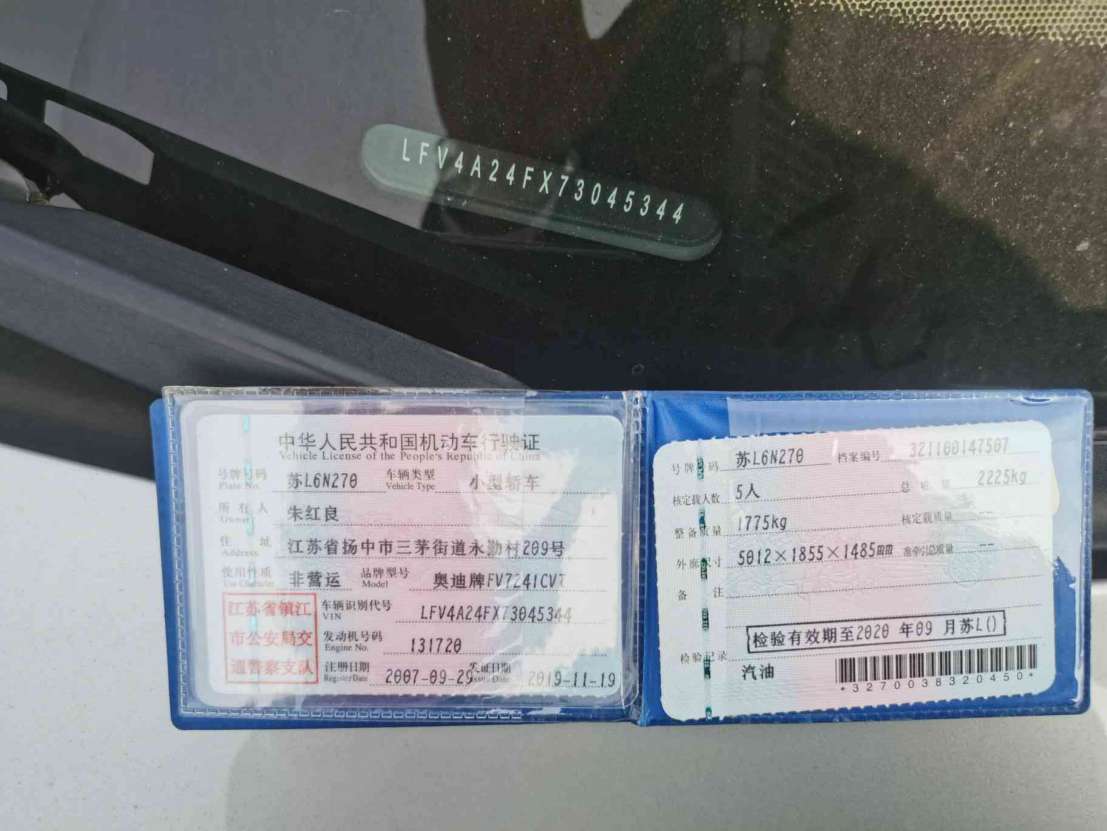 LFV4A24FX73045344
中华人民共和国机动车行驶证
Vehicle License of the People's Republic of China
号牌号码 苏L6N270 车辆类型 小型轿车
Plate No. Vehicle Type
所有人 朱红良
Owner
住址 江苏省扬中市三茅街道永勤村209号
Address
使用性质 非营运 品牌型号 奥迪牌FV7241CVT
Use Character Model
江苏省镇江
市公安局交
通警察支队
车辆识别代号 LFV4A24FX73045344
VIN
发动机号码 131720
Engine No.
注册日期 2007-09-29 发证日期 2019-11-19
Register Date Issue Date
号牌号码 苏L6N270 档案编号 321100147507
核定载人数 5人 总质量 2225kg
整备质量 1775kg 核定载质量 --
外廓尺寸 5012×1855×1485mm 准牵引总质量 --
备注
检验有效期至2020年09月苏L()
检验记录
汽油
*3270038320450*